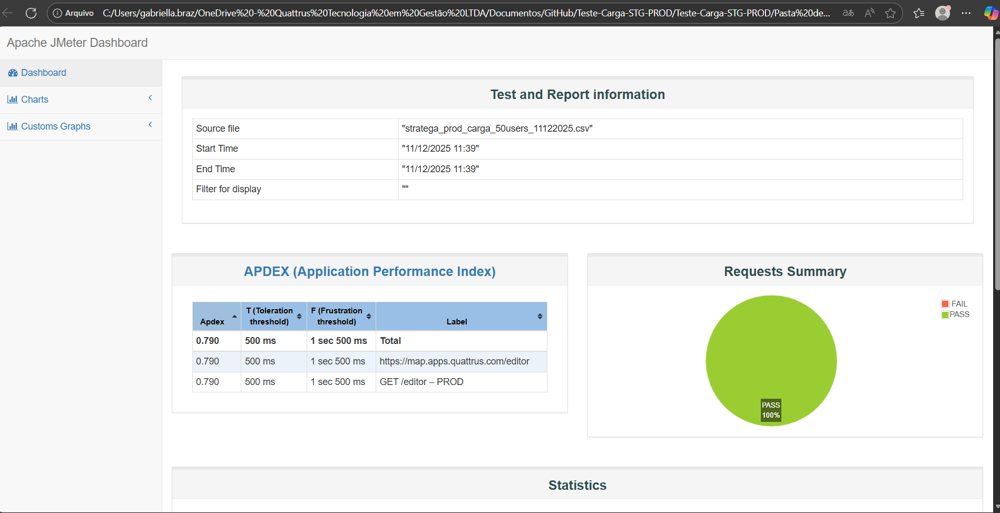 Arquivo C:/Users/gabriella.braz/OneDrive%20-%20Quattrus%20Tecnologia%20em%20Gestão%20LTDA/Documentos/GitHub/Teste-Carga-STG-PROD/Teste-Carga-STG-PROD/Pasta%20de...
Apache JMeter Dashboard
Dashboard
Charts
Customs Graphs
Test and Report information
Source file "stratega_prod_carga_50users_11122025.csv"
Start Time "11/12/2025 11:39"
End Time "11/12/2025 11:39"
Filter for display ""
APDEX (Application Performance Index)
Apdex T (Toleration threshold) F (Frustration threshold) Label
0.790 500 ms 1 sec 500 ms Total
0.790 500 ms 1 sec 500 ms https://map.apps.quattrus.com/editor
0.790 500 ms 1 sec 500 ms GET /editor – PROD
Requests Summary
FAIL
PASS
PASS
100%
Statistics